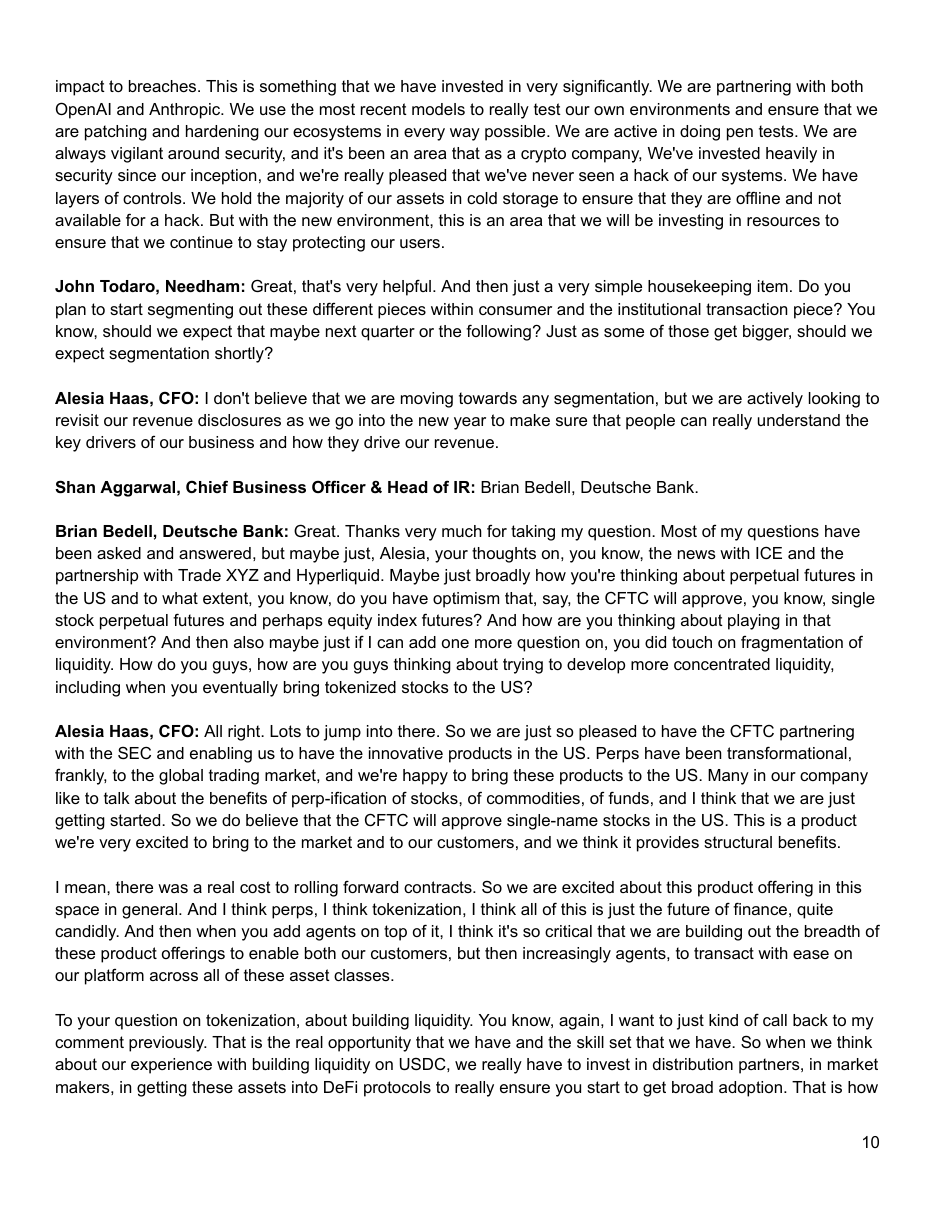 impact to breaches. This is something that we have invested in very significantly. We are partnering with both
OpenAI and Anthropic. We use the most recent models to really test our own environments and ensure that we
are patching and hardening our ecosystems in every way possible. We are active in doing pen tests. We are
always vigilant around security, and it's been an area that as a crypto company, We've invested heavily in
security since our inception, and we're really pleased that we've never seen a hack of our systems. We have
layers of controls. We hold the majority of our assets in cold storage to ensure that they are offline and not
available for a hack. But with the new environment, this is an area that we will be investing in resources to
ensure that we continue to stay protecting our users.
John Todaro, Needham: Great, that's very helpful. And then just a very simple housekeeping item. Do you
plan to start segmenting out these different pieces within consumer and the institutional transaction piece? You
know, should we expect that maybe next quarter or the following? Just as some of those get bigger, should we
expect segmentation shortly?
Alesia Haas, CFO: I don't believe that we are moving towards any segmentation, but we are actively looking to
revisit our revenue disclosures as we go into the new year to make sure that people can really understand the
key drivers of our business and how they drive our revenue.
Shan Aggarwal, Chief Business Officer & Head of IR: Brian Bedell, Deutsche Bank.
Brian Bedell, Deutsche Bank: Great. Thanks very much for taking my question. Most of my questions have
been asked and answered, but maybe just, Alesia, your thoughts on, you know, the news with ICE and the
partnership with Trade XYZ and Hyperliquid. Maybe just broadly how you're thinking about perpetual futures in
the US and to what extent, you know, do you have optimism that, say, the CFTC will approve, you know, single
stock perpetual futures and perhaps equity index futures? And how are you thinking about playing in that
environment? And then also maybe just if I can add one more question on, you did touch on fragmentation of
liquidity. How do you guys, how are you guys thinking about trying to develop more concentrated liquidity,
including when you eventually bring tokenized stocks to the US?
Alesia Haas, CFO: All right. Lots to jump into there. So we are just so pleased to have the CFTC partnering
with the SEC and enabling us to have the innovative products in the US. Perps have been transformational,
frankly, to the global trading market, and we're happy to bring these products to the US. Many in our company
like to talk about the benefits of perp-ification of stocks, of commodities, of funds, and I think that we are just
getting started. So we do believe that the CFTC will approve single-name stocks in the US. This is a product
we're very excited to bring to the market and to our customers, and we think it provides structural benefits.
I mean, there was a real cost to rolling forward contracts. So we are excited about this product offering in this
space in general. And I think perps, I think tokenization, I think all of this is just the future of finance, quite
candidly. And then when you add agents on top of it, I think it's so critical that we are building out the breadth of
these product offerings to enable both our customers, but then increasingly agents, to transact with ease on
our platform across all of these asset classes.
To your question on tokenization, about building liquidity. You know, again, I want to just kind of call back to my
comment previously. That is the real opportunity that we have and the skill set that we have. So when we think
about our experience with building liquidity on USDC, we really have to invest in distribution partners, in market
makers, in getting these assets into DeFi protocols to really ensure you start to get broad adoption. That is how
10